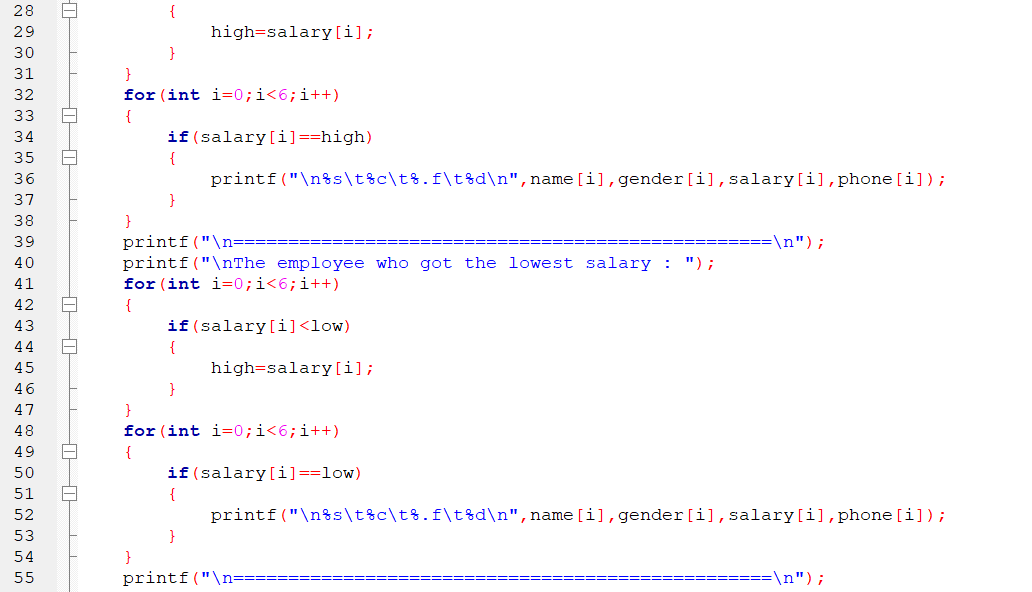 28 {
29 high=salary[i];
30 }
31 }
32 for(int i=0;i<6;i++)
33 {
34 if(salary[i]==high)
35 {
36 printf("\n%s\t%c\t%.f\t%d\n",name[i],gender[i],salary[i],phone[i]);
37 }
38 }
39 printf("\n=================================================\n");
40 printf("\nThe employee who got the lowest salary : ");
41 for(int i=0;i<6;i++)
42 {
43 if(salary[i]<low)
44 {
45 high=salary[i];
46 }
47 }
48 for(int i=0;i<6;i++)
49 {
50 if(salary[i]==low)
51 {
52 printf("\n%s\t%c\t%.f\t%d\n",name[i],gender[i],salary[i],phone[i]);
53 }
54 }
55 printf("\n=================================================\n");